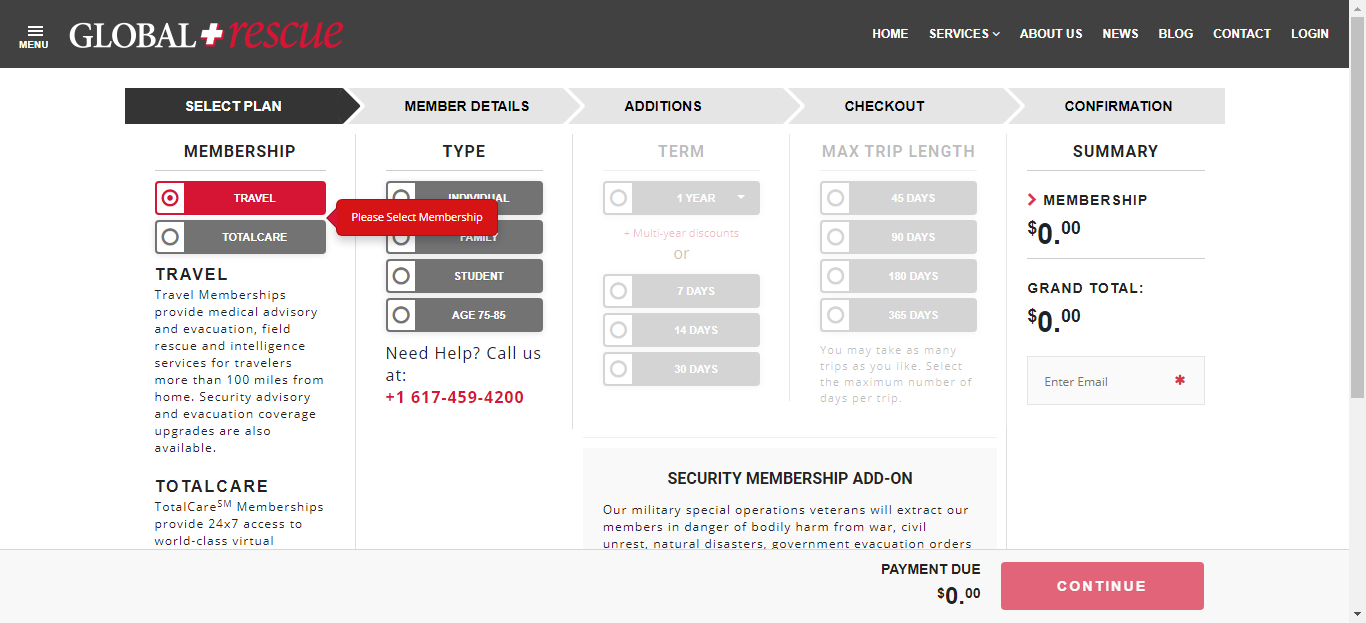 MENU
GLOBAL rescue
HOME
SERVICES
ABOUT US
NEWS
BLOG
CONTACT
LOGIN
SELECT PLAN
MEMBER DETAILS
ADDITIONS
CHECKOUT
CONFIRMATION
MEMBERSHIP
TRAVEL
TOTALCARE
Please Select Membership
TRAVEL
Travel Memberships
provide medical advisory
and evacuation, field
rescue and intelligence
services for travelers
more than 100 miles from
home. Security advisory
and evacuation coverage
upgrades are also
available.
TOTALCARE
TotalCareSM Memberships
provide 24x7 access to
world-class virtual
TYPE
INDIVIDUAL
FAMILY
STUDENT
AGE 75-85
Need Help? Call us
at:
+1 617-459-4200
TERM
1 YEAR
+ Multi-year discounts
or
7 DAYS
14 DAYS
30 DAYS
MAX TRIP LENGTH
45 DAYS
90 DAYS
180 DAYS
365 DAYS
You may take as many
trips as you like. Select
the maximum number of
days per trip.
SECURITY MEMBERSHIP ADD-ON
Our military special operations veterans will extract our
members in danger of bodily harm from war, civil
unrest, natural disasters, government evacuation orders
SUMMARY
MEMBERSHIP
$0.00
GRAND TOTAL:
$0.00
Enter Email *
PAYMENT DUE
$0.00
CONTINUE